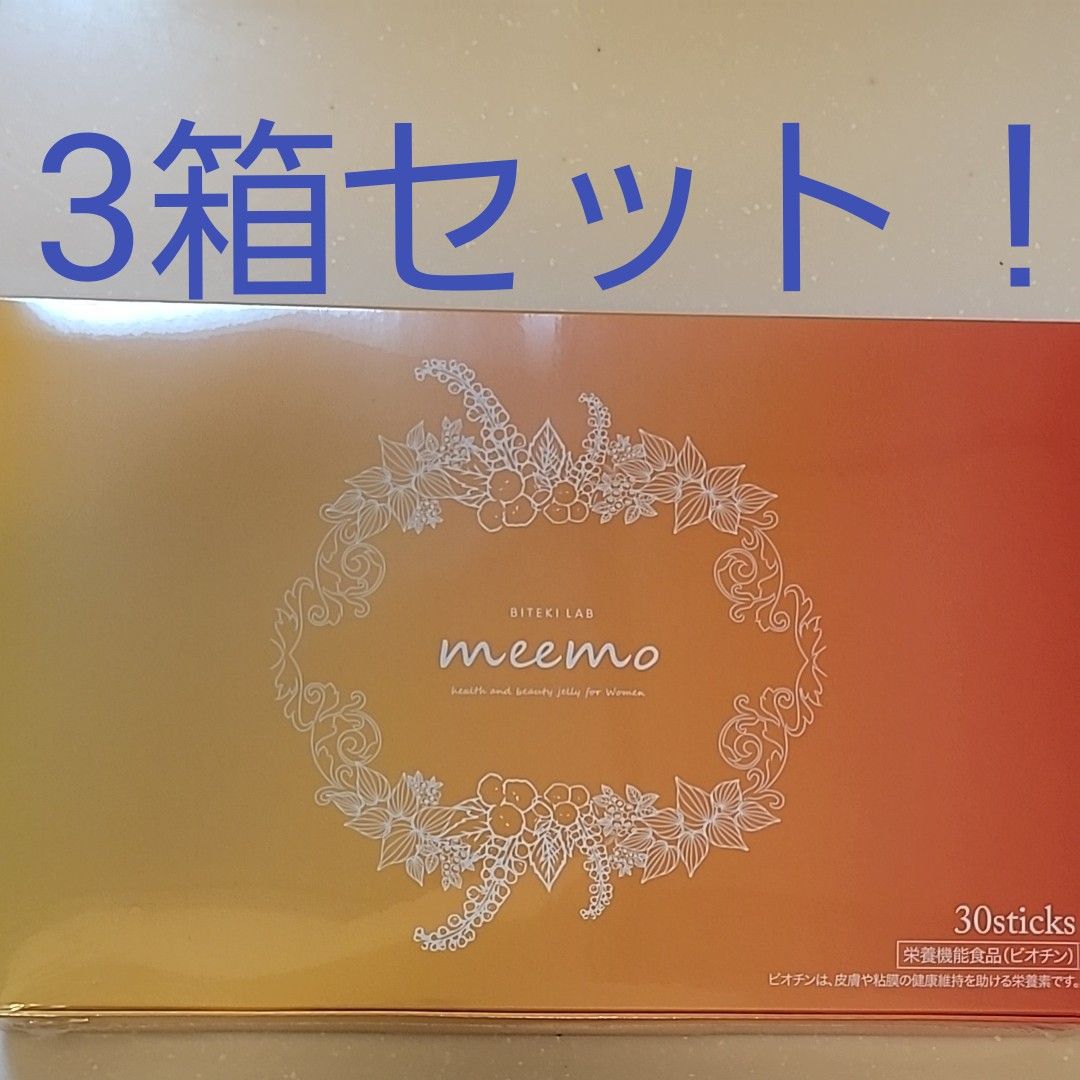 3箱セット！
BITEKI LAB
meemo
health and beauty jelly for Women
30sticks
栄養機能食品(ビオチン)
ビオチンは、皮膚や粘膜の健康維持を助ける栄養素です。